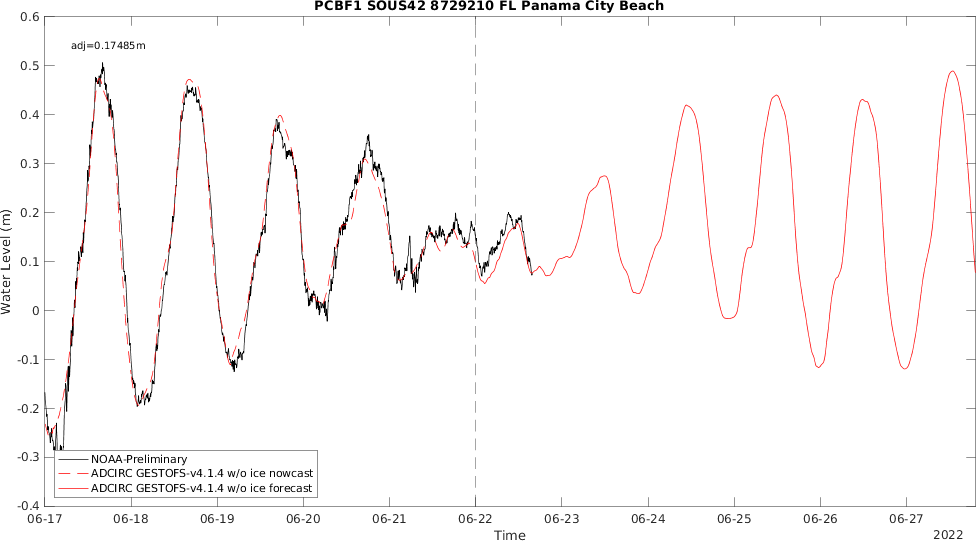 PCBF1 SOUS42 8729210 FL Panama City Beach
adj=0.17485m
Water Level (m)
0.6
0.5
0.4
0.3
0.2
0.1
0
-0.1
-0.2
-0.3
-0.4
NOAA-Preliminary
ADCIRC GESTOFS-v4.1.4 w/o ice nowcast
ADCIRC GESTOFS-v4.1.4 w/o ice forecast
06-17 06-18 06-19 06-20 06-21 06-22 06-23 06-24 06-25 06-26 06-27
Time
2022